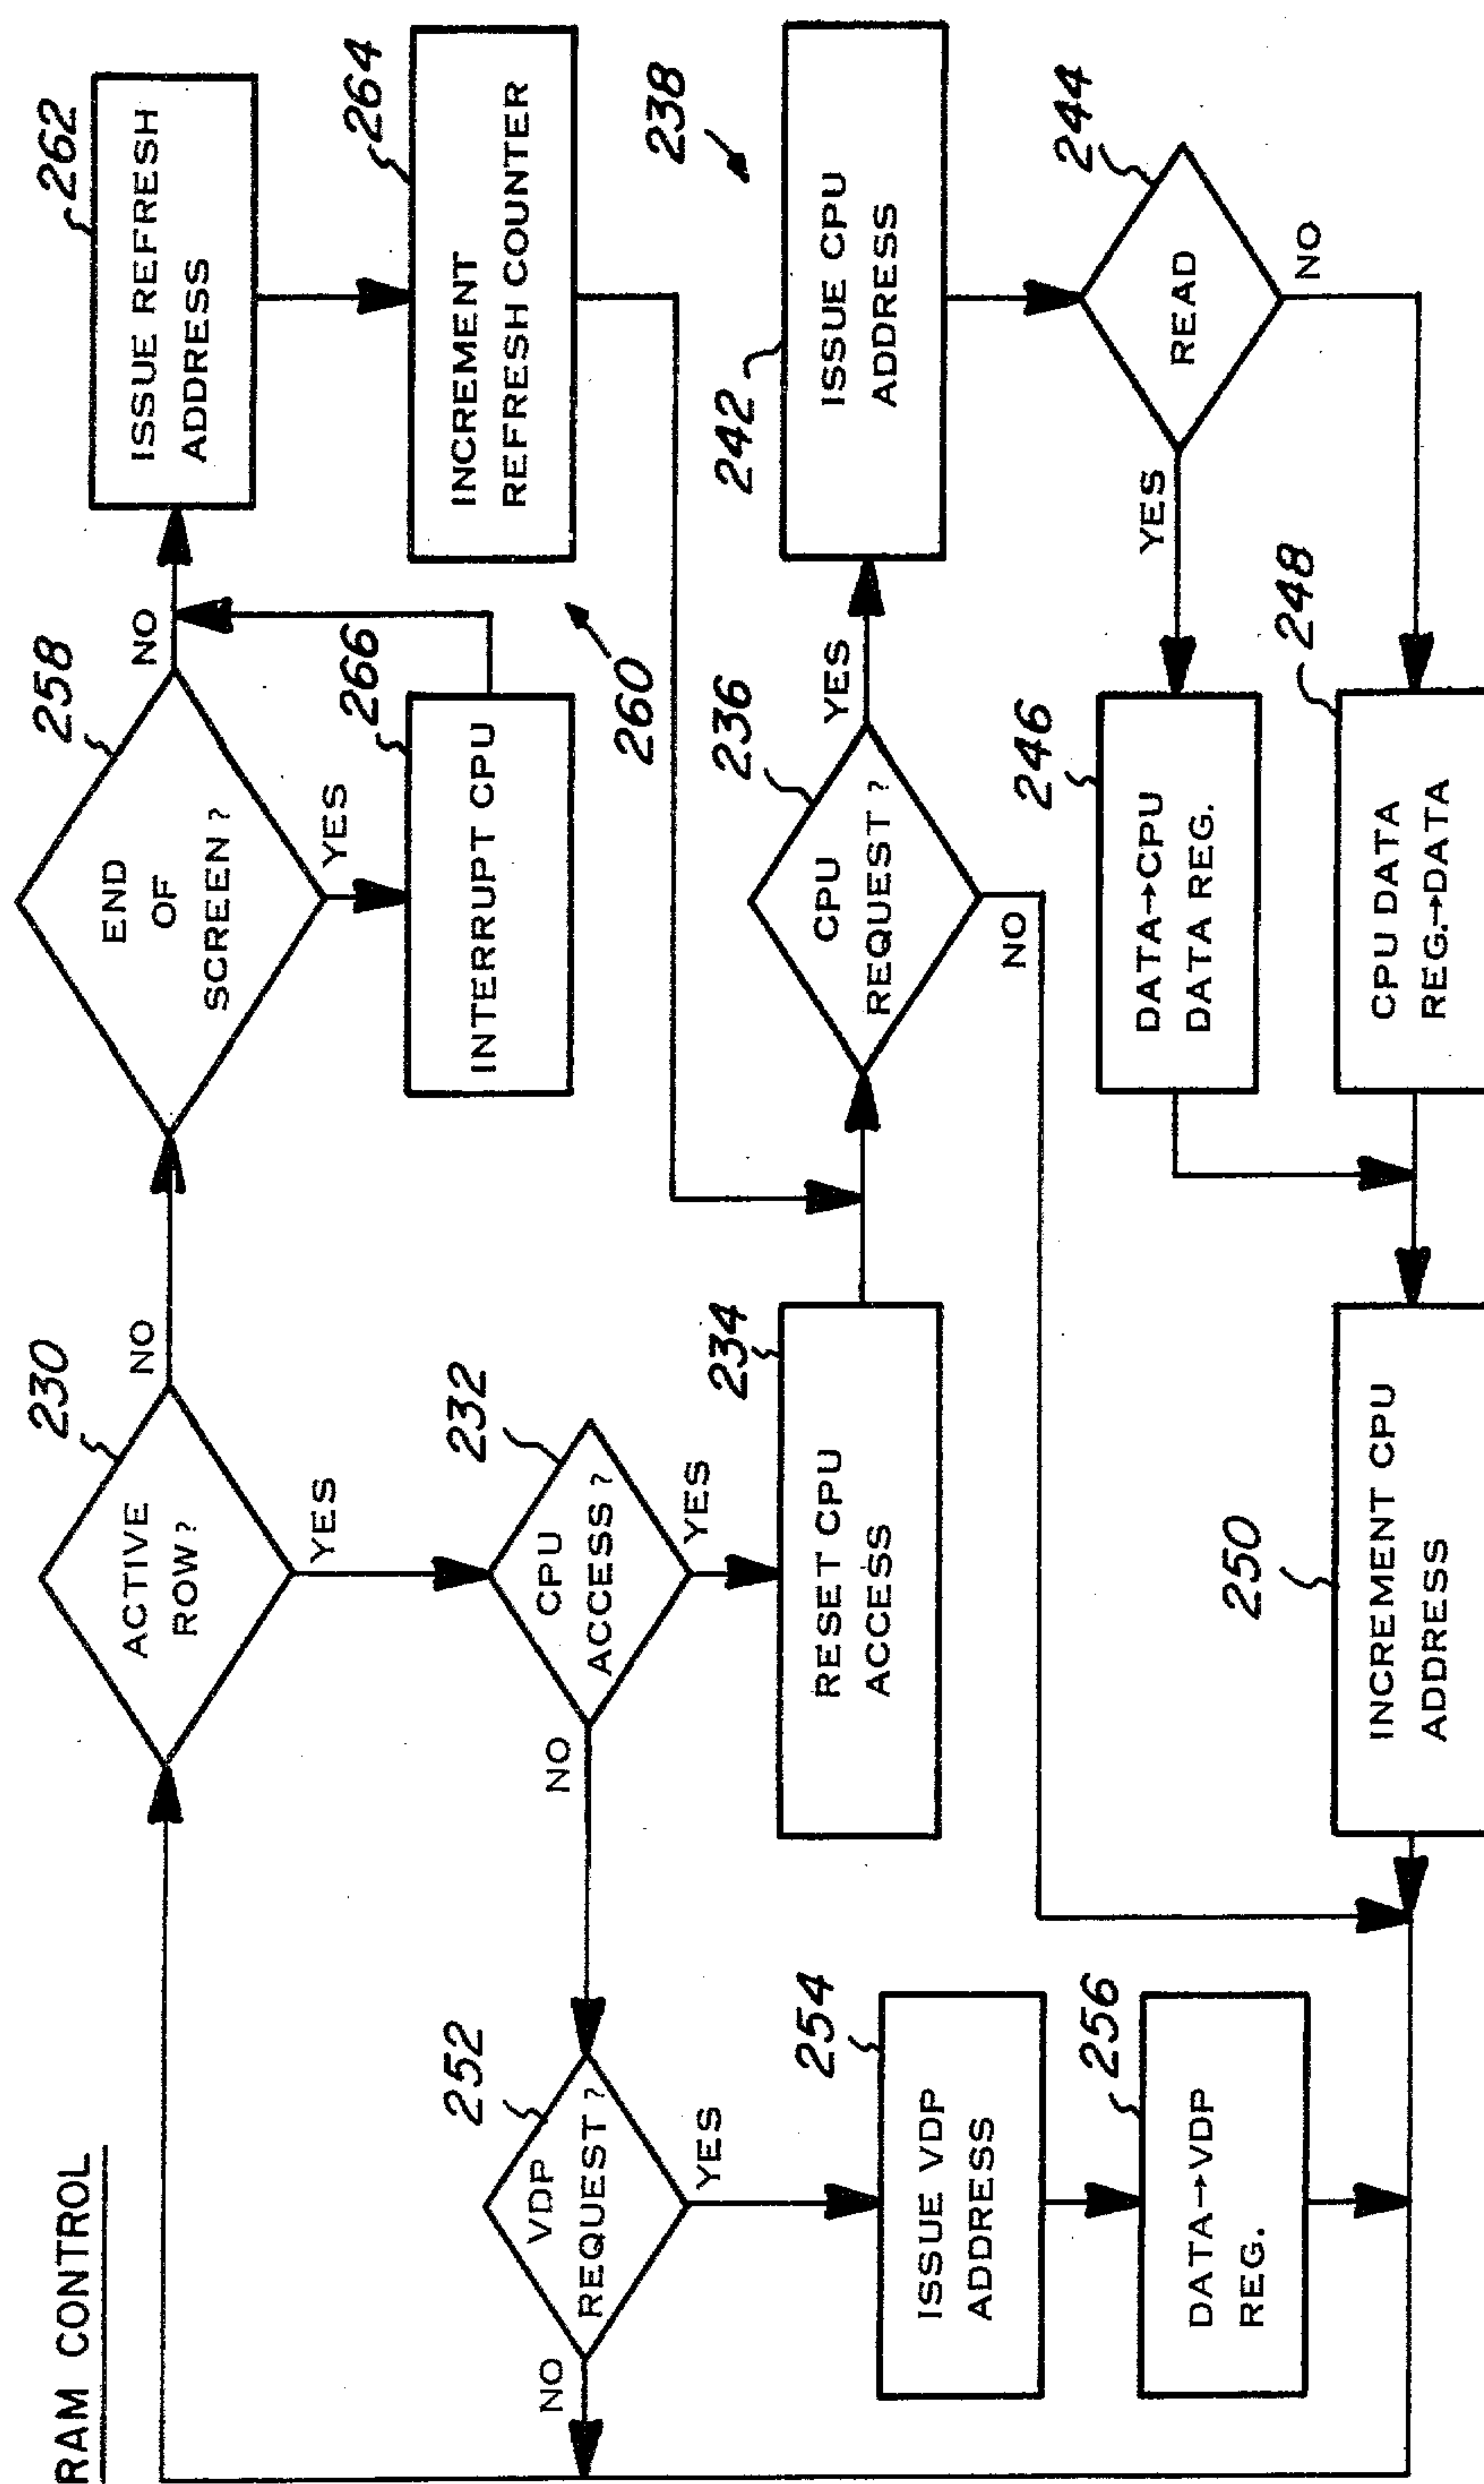 RAM CONTROL
230
ACTIVE
ROW?
NO
YES
258
END
OF
SCREEN?
NO
YES
262
ISSUE REFRESH
ADDRESS
266
INTERRUPT CPU
264
INCREMENT
REFRESH COUNTER
260
252
VDP
REQUEST?
NO
YES
232
CPU
ACCESS?
NO
YES
234
RESET CPU
ACCESS
236
CPU
REQUEST?
YES
NO
242
ISSUE CPU
ADDRESS
238
254
ISSUE VDP
ADDRESS
256
DATA→VDP
REG.
244
READ
YES
NO
246
DATA→CPU
DATA REG.
248
CPU DATA
REG.→DATA
250
INCREMENT CPU
ADDRESS